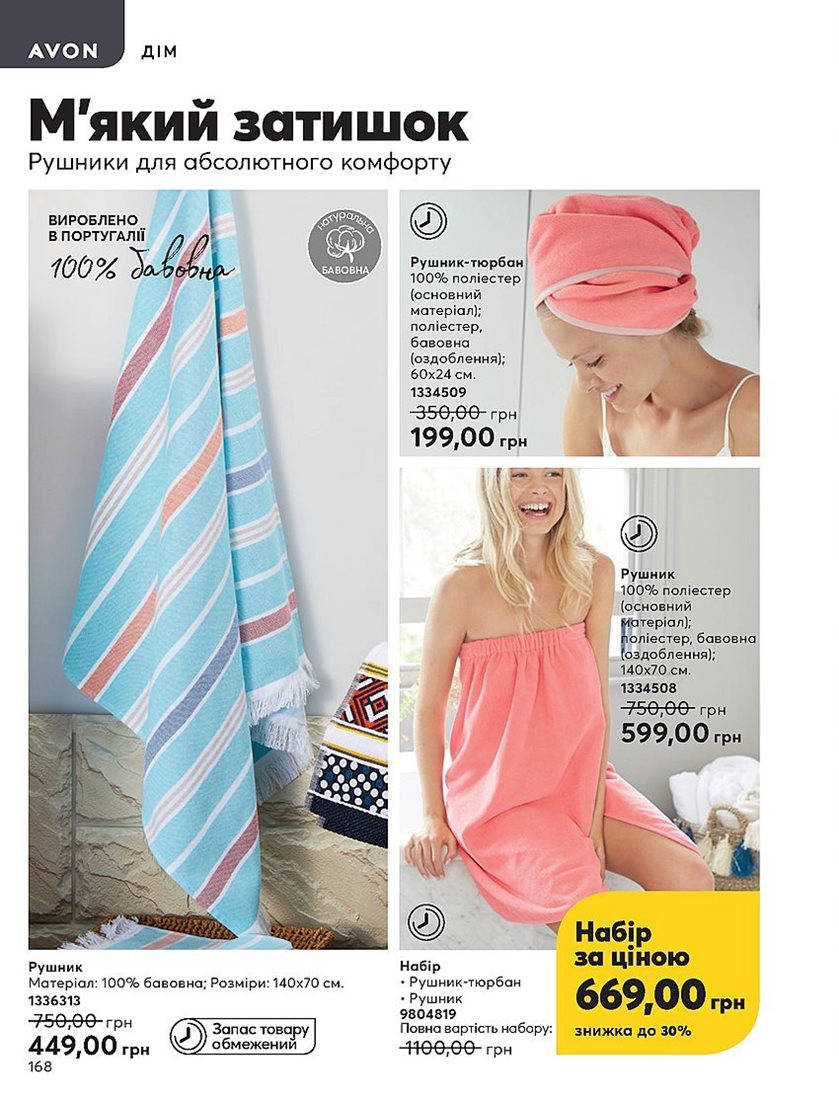 AVON ДІМ
М'який затишок
Рушники для абсолютного комфорту
ВИРОБЛЕНО
В ПОРТУГАЛІЇ
100% бавовна
натуральна
БАВОВНА
Рушник-тюрбан
100% поліестер
(основний
матеріал);
поліестер,
бавовна
(оздоблення);
60х24 см.
1334509
350,00 грн
199,00 грн
Рушник
100% поліестер
(основний
матеріал);
поліестер, бавовна
(оздоблення);
140х70 см.
1334508
750,00 грн
599,00 грн
Рушник
Матеріал: 100% бавовна; Розміри: 140х70 см.
1336313
750,00 грн
449,00 грн
Запас товару
обмежений
Набір
• Рушник-тюрбан
• Рушник
9804819
Повна вартість набору:
1100,00 грн
Набір
за ціною
669,00 грн
знижка до 30%
168